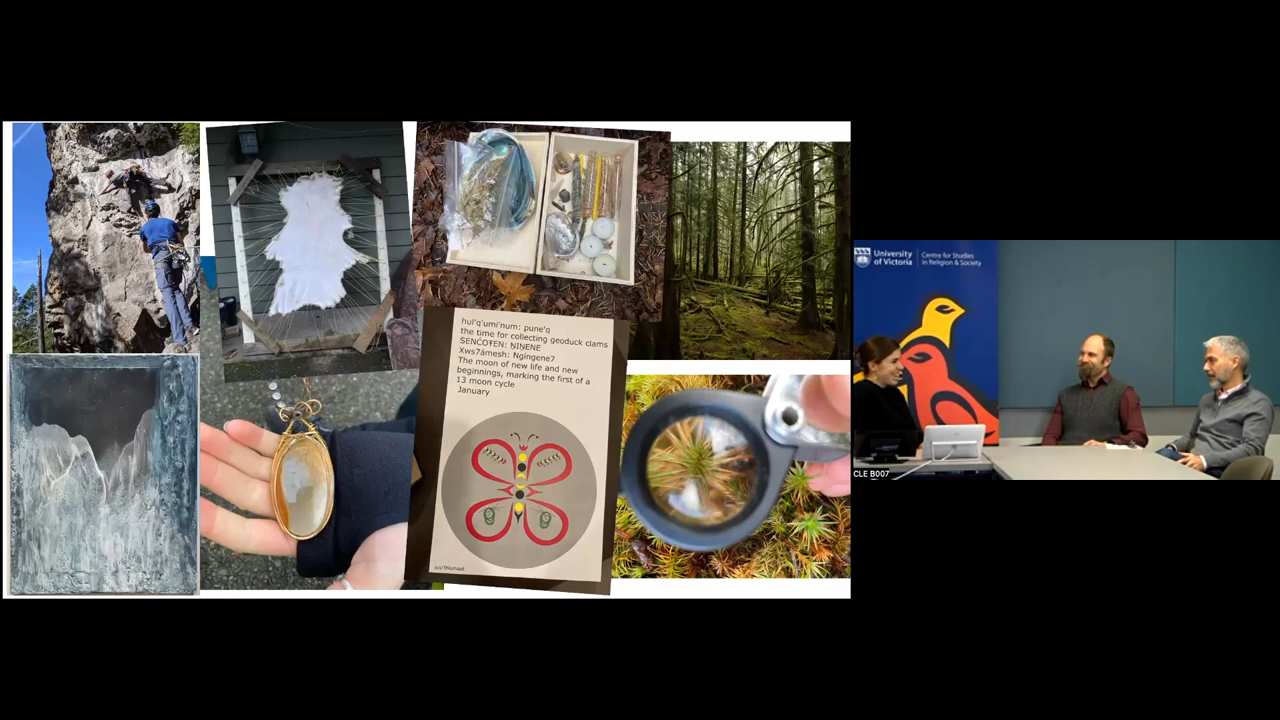 hul'q'umi'num: pune'q
the time for collecting geoduck clams
SENĆOŦEN: NIṈENE
Xws7ámesh: Ngingene7
The moon of new life and new
beginnings, marking the first of a
13 moon cycle
January
University
of Victoria
Centre for Studies
in Religion & Society
CLE B007